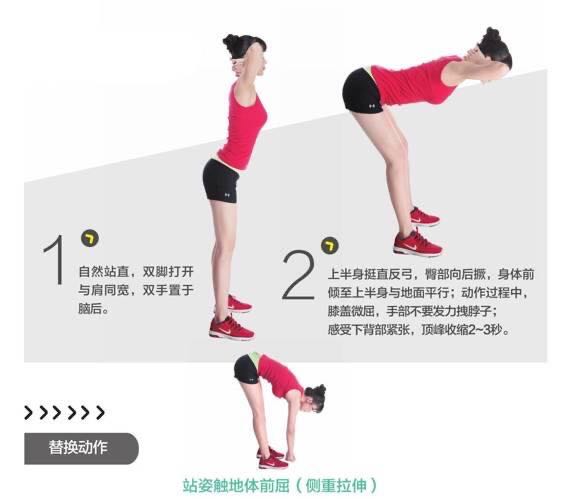 1
自然站直，双脚打开
与肩同宽，双手置于
脑后。
2
上半身挺直反弓，臀部向后撅，身体前
倾至上半身与地面平行；动作过程中，
膝盖微屈，手部不要发力拽脖子；
感受下背部紧张，顶峰收缩2~3秒。
替换动作
站姿触地体前屈（侧重拉伸）